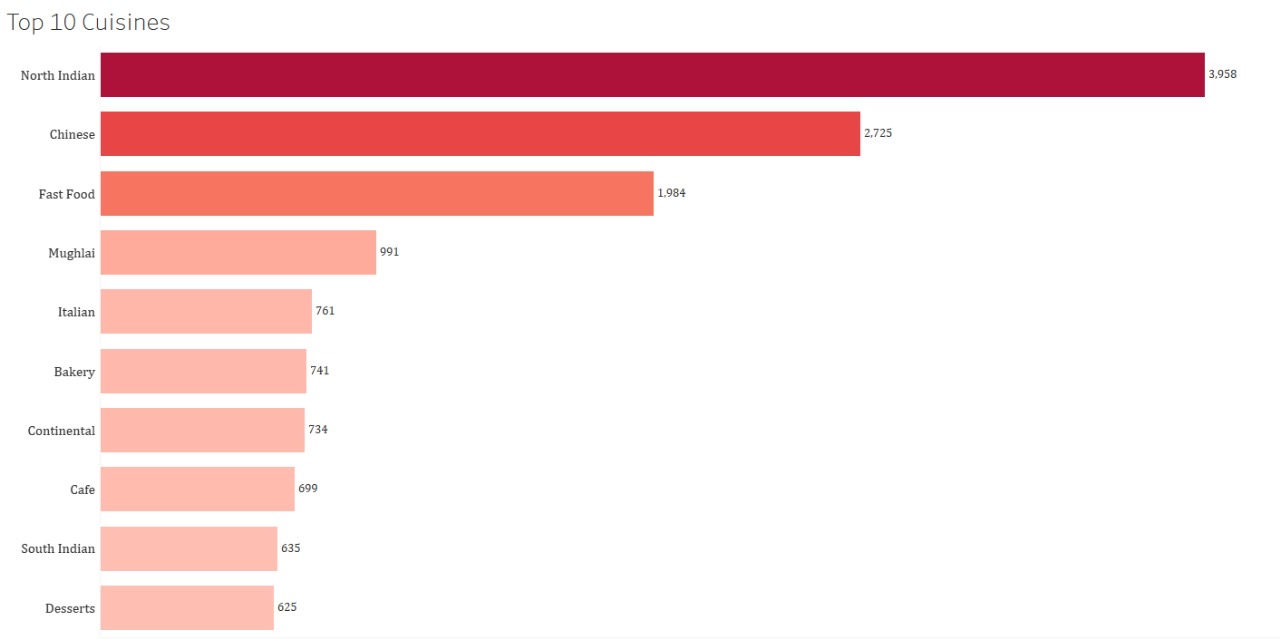 Top 10 Cuisines
North Indian 3,958
Chinese 2,725
Fast Food 1,984
Mughlai 991
Italian 761
Bakery 741
Continental 734
Cafe 699
South Indian 635
Desserts 625